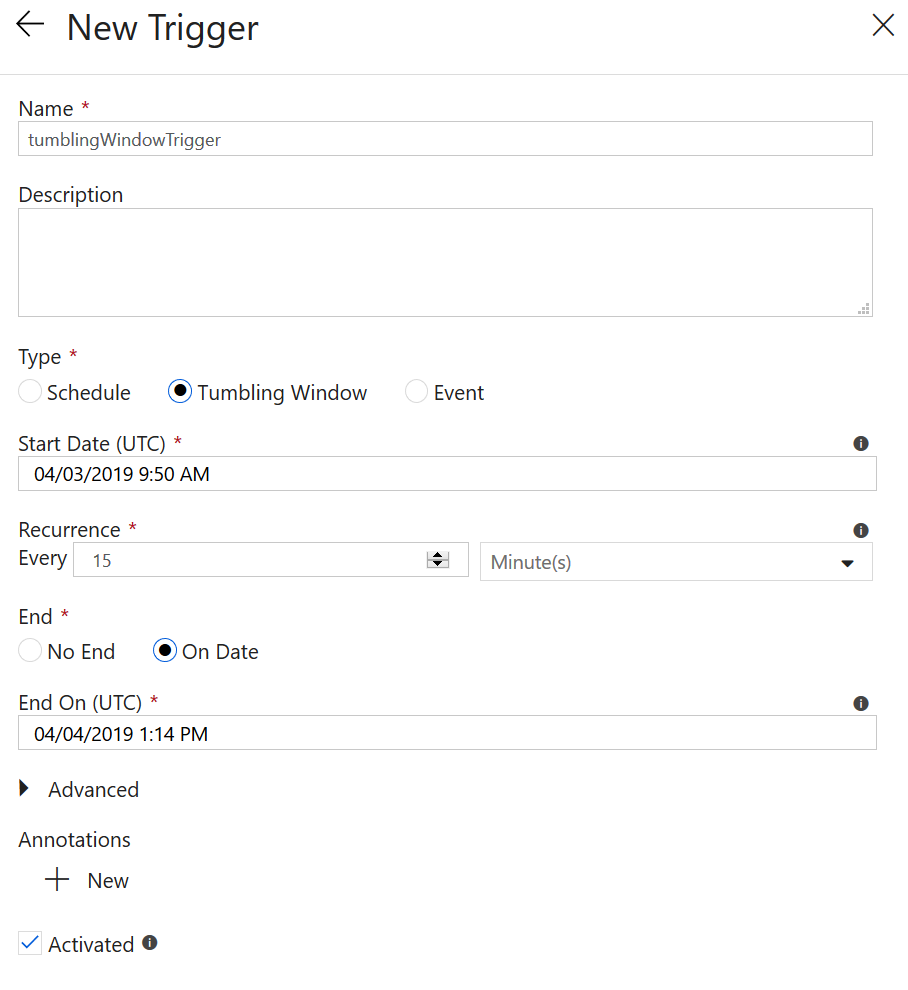 New Trigger
Name *
tumblingWindowTrigger
Description
Type *
Schedule Tumbling Window Event
Start Date (UTC) *
04/03/2019 9:50 AM
Recurrence *
Every 15 Minute(s)
End *
No End On Date
End On (UTC) *
04/04/2019 1:14 PM
Advanced
Annotations
New
Activated